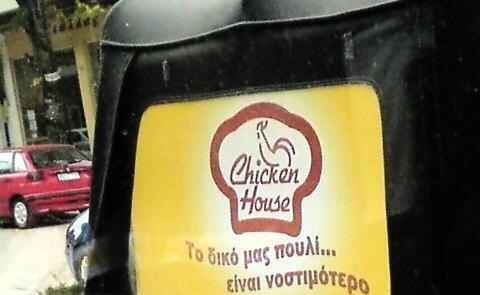 Chicken
House
Το δικό μας πουλί...
είναι νοστιμότερο